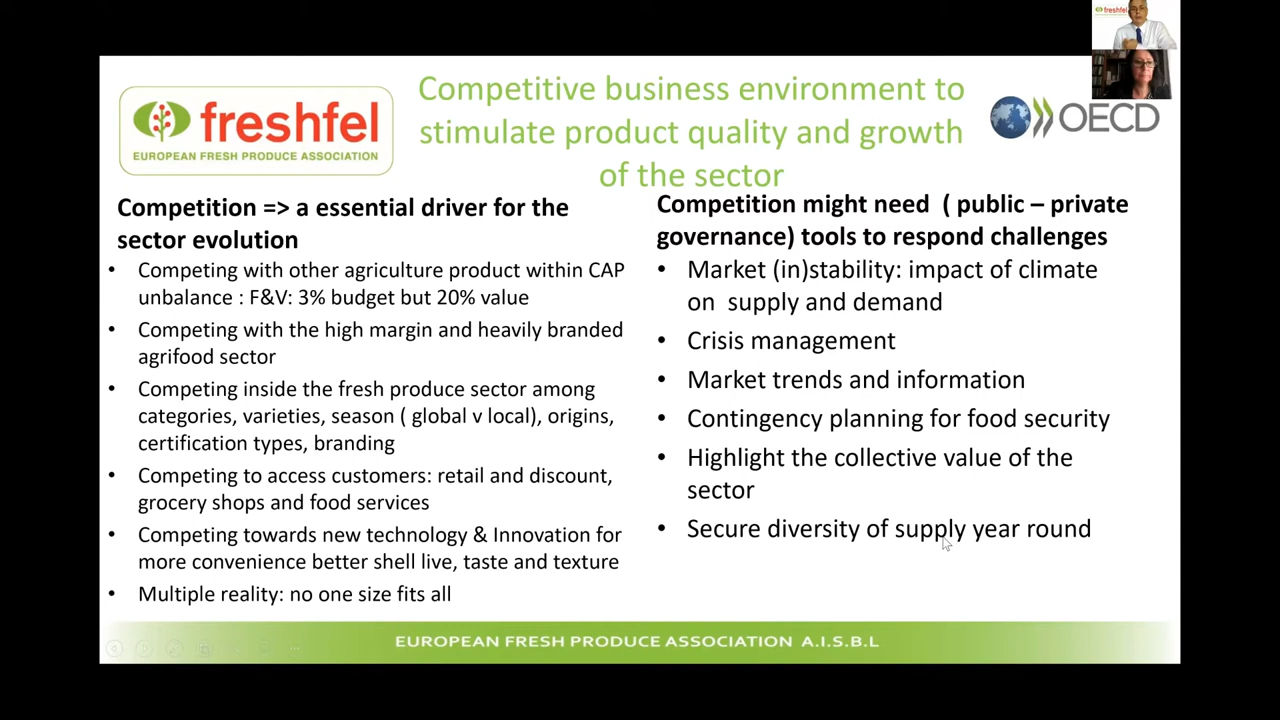 freshfel
freshfel
EUROPEAN FRESH PRODUCE ASSOCIATION
Competitive business environment to
stimulate product quality and growth
of the sector
OECD
Competition => a essential driver for the
sector evolution
• Competing with other agriculture product within CAP
unbalance : F&V: 3% budget but 20% value
• Competing with the high margin and heavily branded
agrifood sector
• Competing inside the fresh produce sector among
categories, varieties, season ( global v local), origins,
certification types, branding
• Competing to access customers: retail and discount,
grocery shops and food services
• Competing towards new technology & Innovation for
more convenience better shell live, taste and texture
• Multiple reality: no one size fits all
Competition might need ( public – private
governance) tools to respond challenges
• Market (in)stability: impact of climate
on supply and demand
• Crisis management
• Market trends and information
• Contingency planning for food security
• Highlight the collective value of the
sector
• Secure diversity of supply year round
EUROPEAN FRESH PRODUCE ASSOCIATION A.I.S.B.L